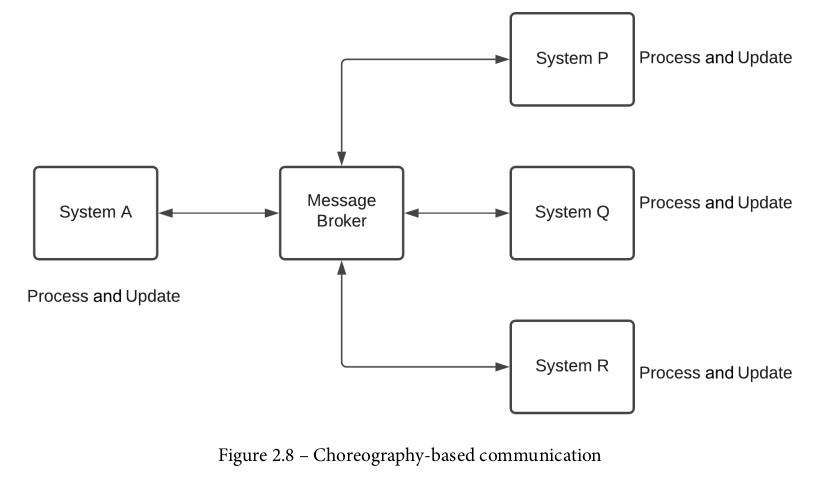 System P
Process and Update
System A
Message
Broker
System Q
Process and Update
Process and Update
System R
Process and Update
Figure 2.8 – Choreography-based communication